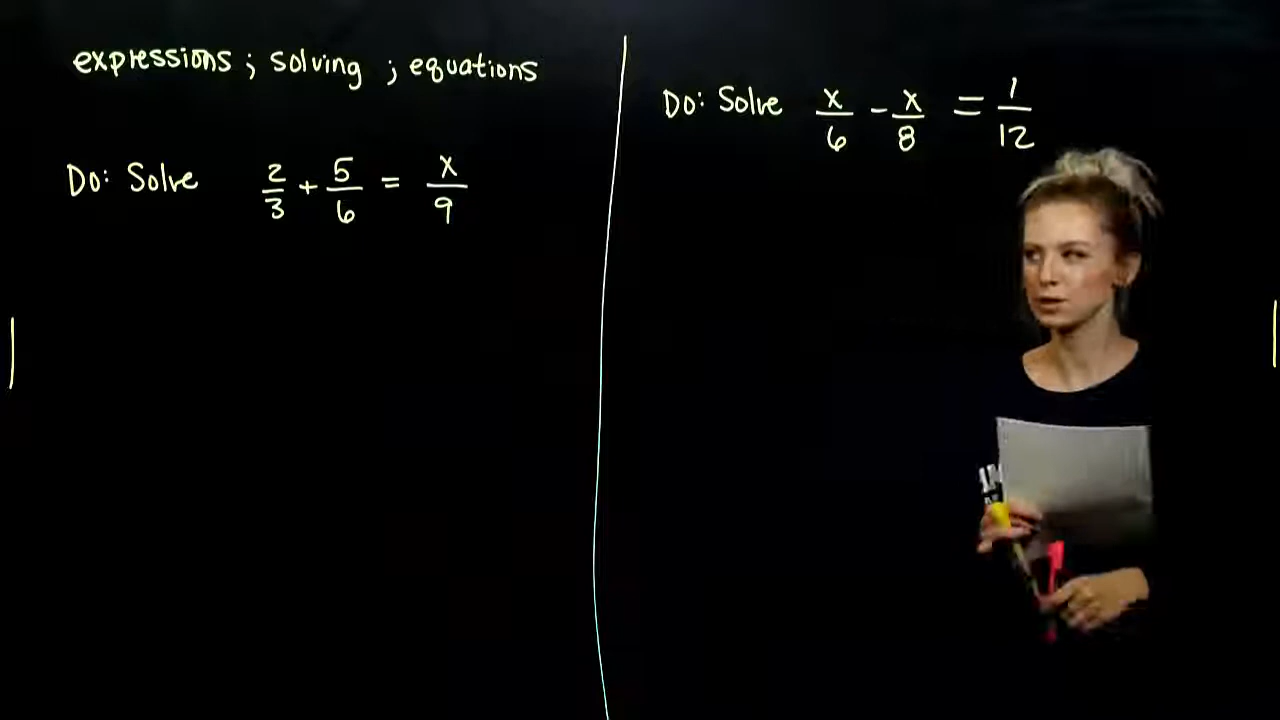 expressions ; solving ; equations
Do: Solve 2/3 + 5/6 = x/9
Do: Solve x/6 - x/8 = 1/12